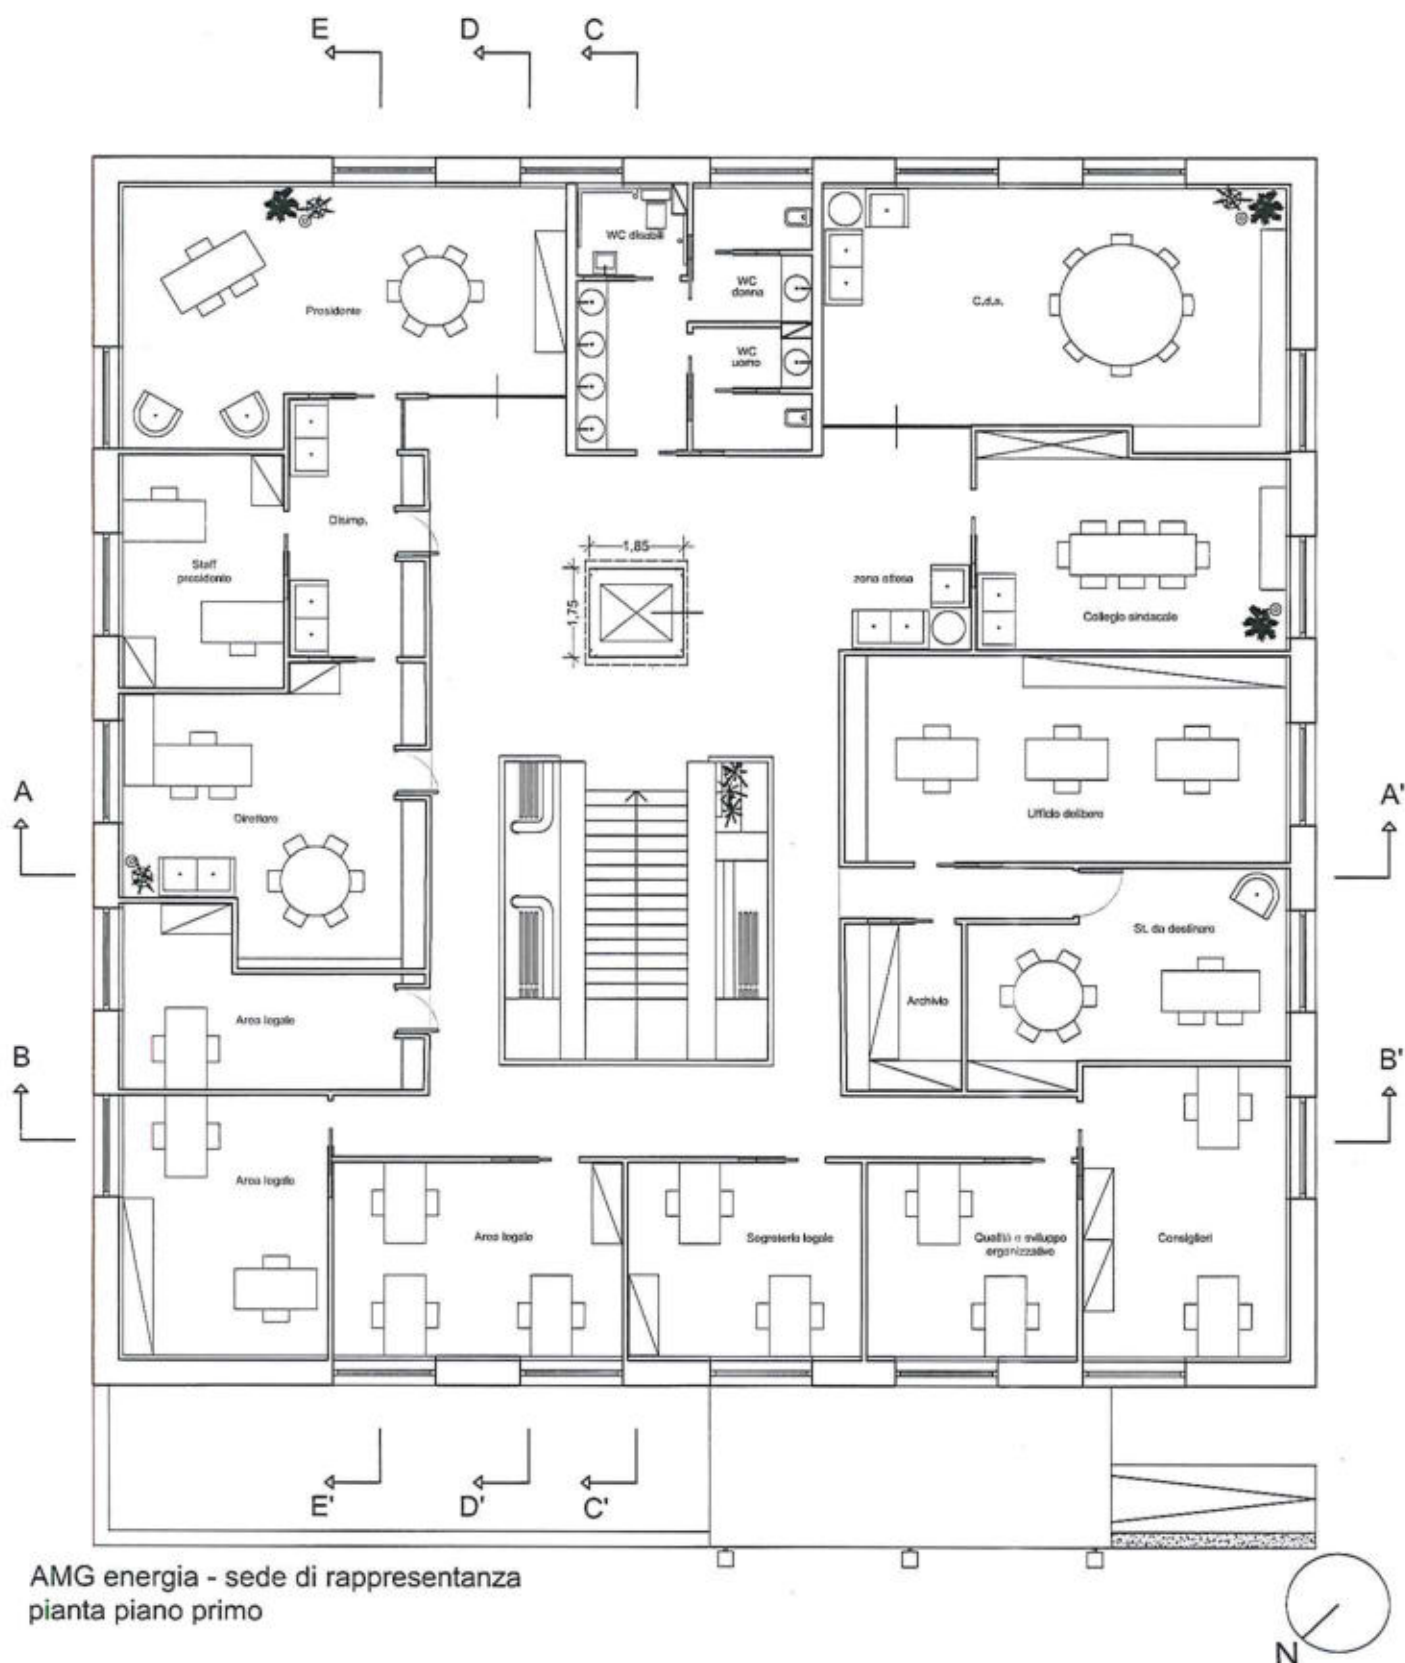 E
D
C
WC disabili
Presidente
WC
donna
C.d.a.
WC
uomo
Disimp.
1,85
Staff
presidente
zona attesa
1,75
Collegio sindacale
A
A'
Direttore
Ufficio delibere
St. da destinare
Archivio
Area legale
B
B'
Area legale
Area legale
Segreteria legale
Qualità e sviluppo
organizzativo
Consiglieri
E'
D'
C'
AMG energia - sede di rappresentanza
pianta piano primo
N